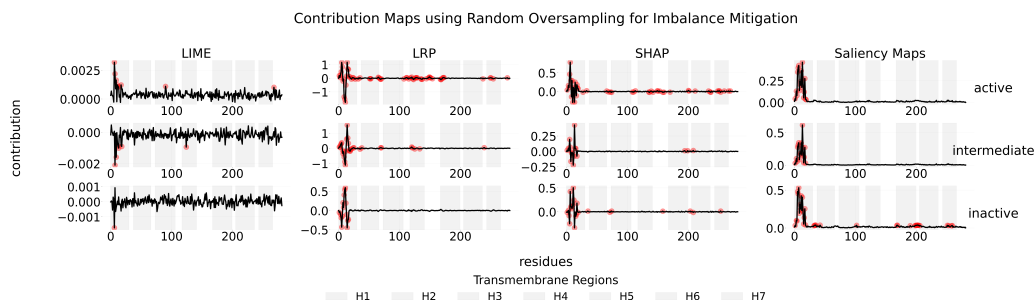 Contribution Maps using Random Oversampling for Imbalance Mitigation
LIME LRP SHAP Saliency Maps
contribution
0.0025
0.0000
0 100 200
1
0
−1
0 100 200
0.5
0.0
0 100 200
0.25
0.00
0 100 200
active
0.000
−0.002
0 100 200
1
0
−1
0 100 200
0.25
0.00
−0.25
0 100 200
0.5
0.0
0 100 200
intermediate
0.001
0.000
−0.001
0 100 200
0.5
0.0
−0.5
0 100 200
0.5
0.0
0 100 200
0.5
0.0
0 100 200
inactive
residues
Transmembrane Regions
H1 H2 H3 H4 H5 H6 H7